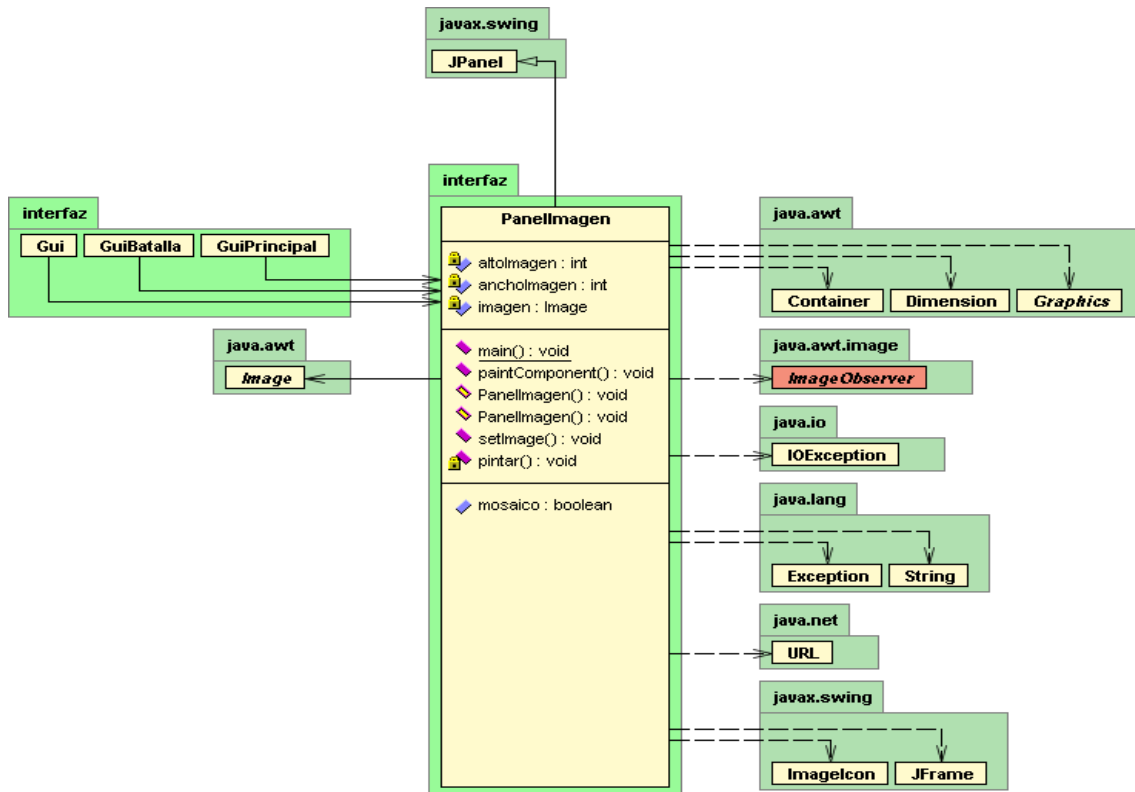 javax.swing
JPanel
interfaz
PanelImagen
altoImagen : int
anchoImagen : int
imagen : Image
main() : void
paintComponent() : void
PanelImagen() : void
PanelImagen() : void
setImage() : void
pintar() : void
mosaico : boolean
interfaz
Gui GuiBatalla GuiPrincipal
java.awt
Image
java.awt
Container Dimension Graphics
java.awt.image
ImageObserver
java.io
IOException
java.lang
Exception String
java.net
URL
javax.swing
ImageIcon JFrame